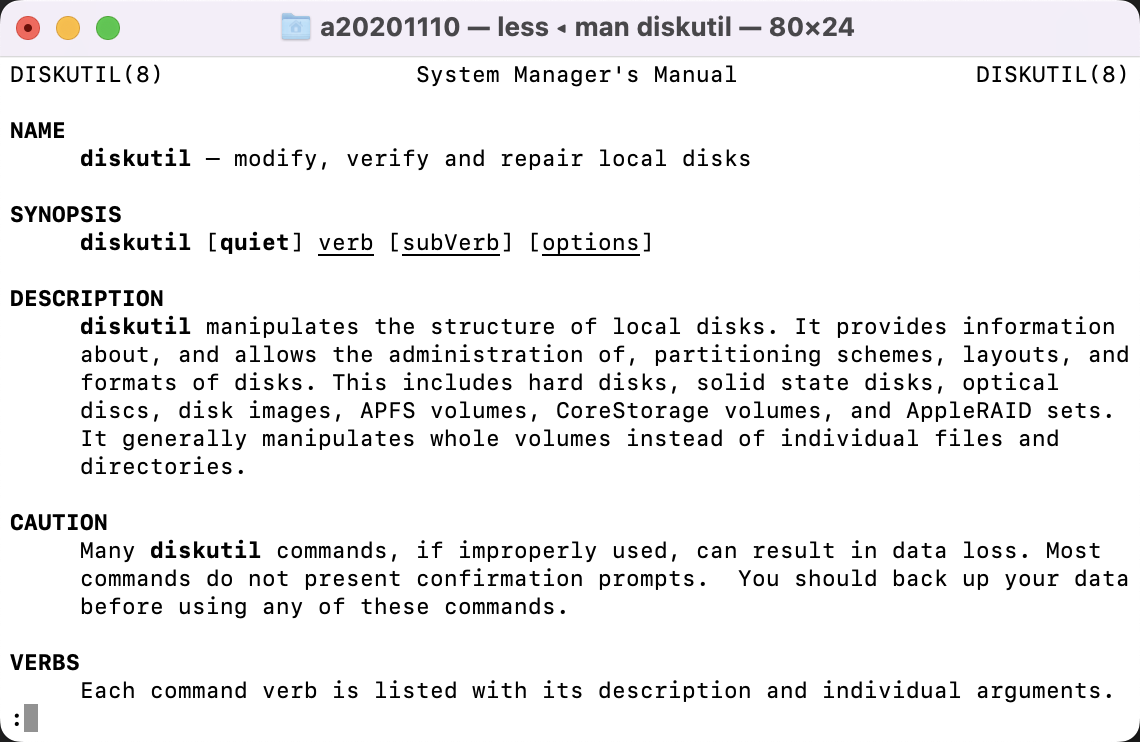 a20201110 — less ◂ man diskutil — 80×24
DISKUTIL(8) System Manager's Manual DISKUTIL(8)
NAME
diskutil — modify, verify and repair local disks
SYNOPSIS
diskutil [quiet] verb [subVerb] [options]
DESCRIPTION
diskutil manipulates the structure of local disks. It provides information
about, and allows the administration of, partitioning schemes, layouts, and
formats of disks. This includes hard disks, solid state disks, optical
discs, disk images, APFS volumes, CoreStorage volumes, and AppleRAID sets.
It generally manipulates whole volumes instead of individual files and
directories.
CAUTION
Many diskutil commands, if improperly used, can result in data loss. Most
commands do not present confirmation prompts.  You should back up your data
before using any of these commands.
VERBS
Each command verb is listed with its description and individual arguments.
: